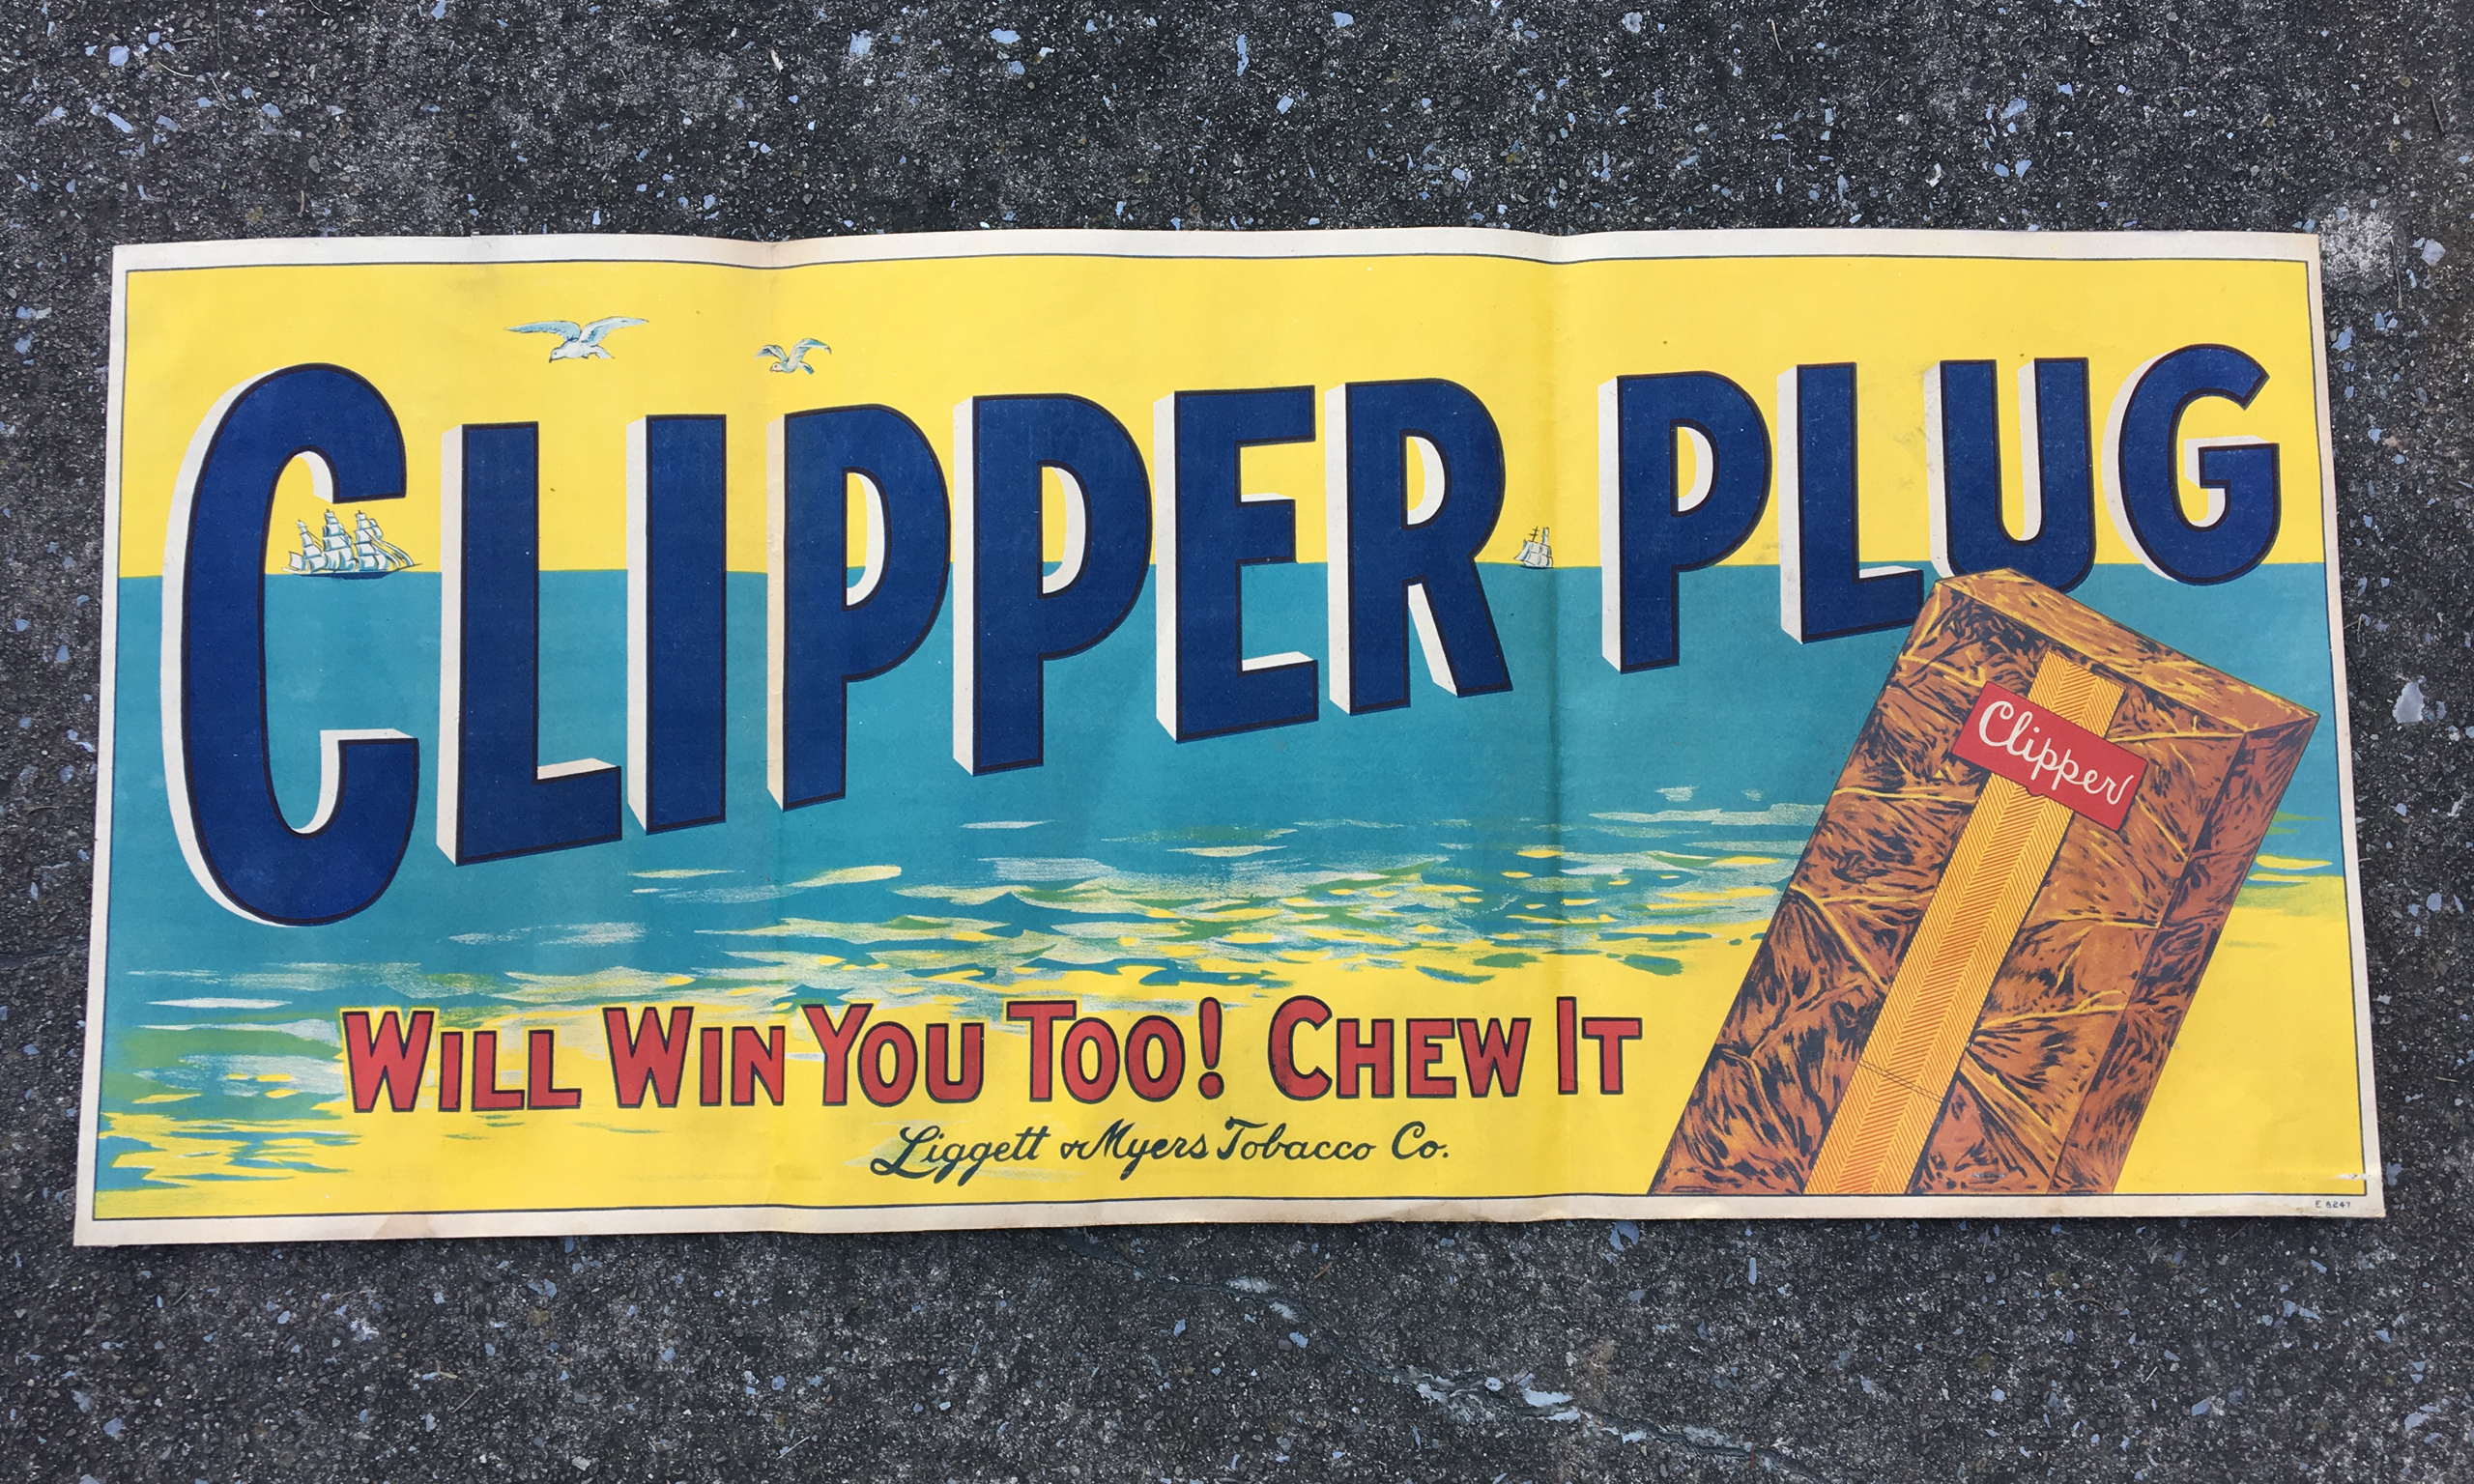 CLIPPER PLUG
Clipper
WILL WIN YOU TOO! CHEW IT
Liggett & Myers Tobacco Co.
E 8247